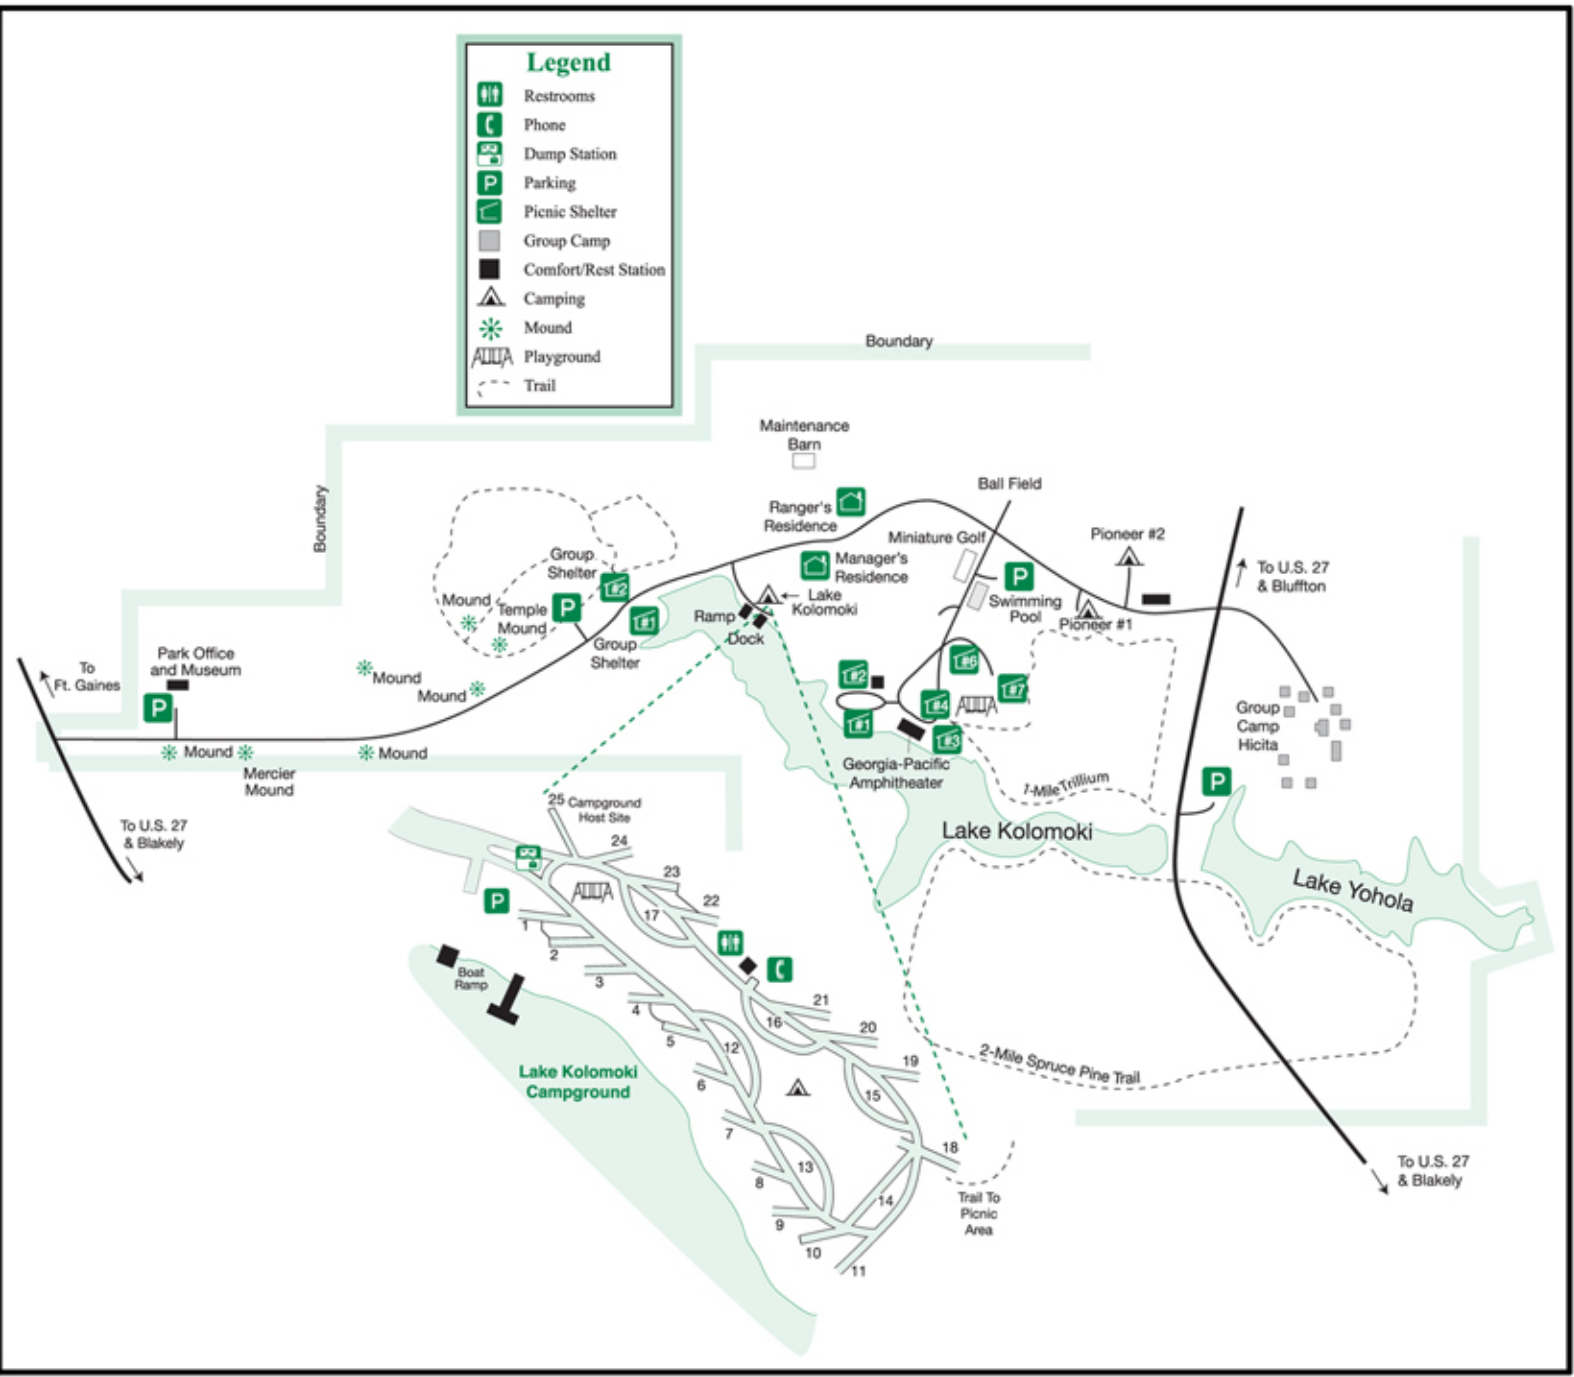 Legend
Restrooms
Phone
Dump Station
P Parking
Picnic Shelter
Group Camp
Comfort/Rest Station
Camping
Mound
Playground
Trail
Boundary
Boundary
Maintenance
Barn
Ball Field
Ranger's
Residence
Miniature Golf
Pioneer #2
Manager's
Residence
P
To U.S. 27
& Bluffton
Group
Shelter
#2
Lake
Kolomoki
Swimming
Pool
Mound
Temple
Mound
P
#1
Ramp
Dock
Pioneer #1
Group
Shelter
Park Office
and Museum
To
Ft. Gaines
P
Mound
Mound
#2
#6
#7
#4
#1
#3
Group
Camp
Hicita
Mound
Mercier
Mound
Mound
Georgia-Pacific
Amphitheater
1-Mile Trillium
P
To U.S. 27
& Blakely
Lake Kolomoki
Lake Yohola
25 Campground
Host Site
24
23
22
17
P
1
2
3
4
5
Boat
Ramp
21
16
20
12
19
6
15
2-Mile Spruce Pine Trail
Lake Kolomoki
Campground
7
18
13
8
14
9
10
11
Trail To
Picnic
Area
To U.S. 27
& Blakely